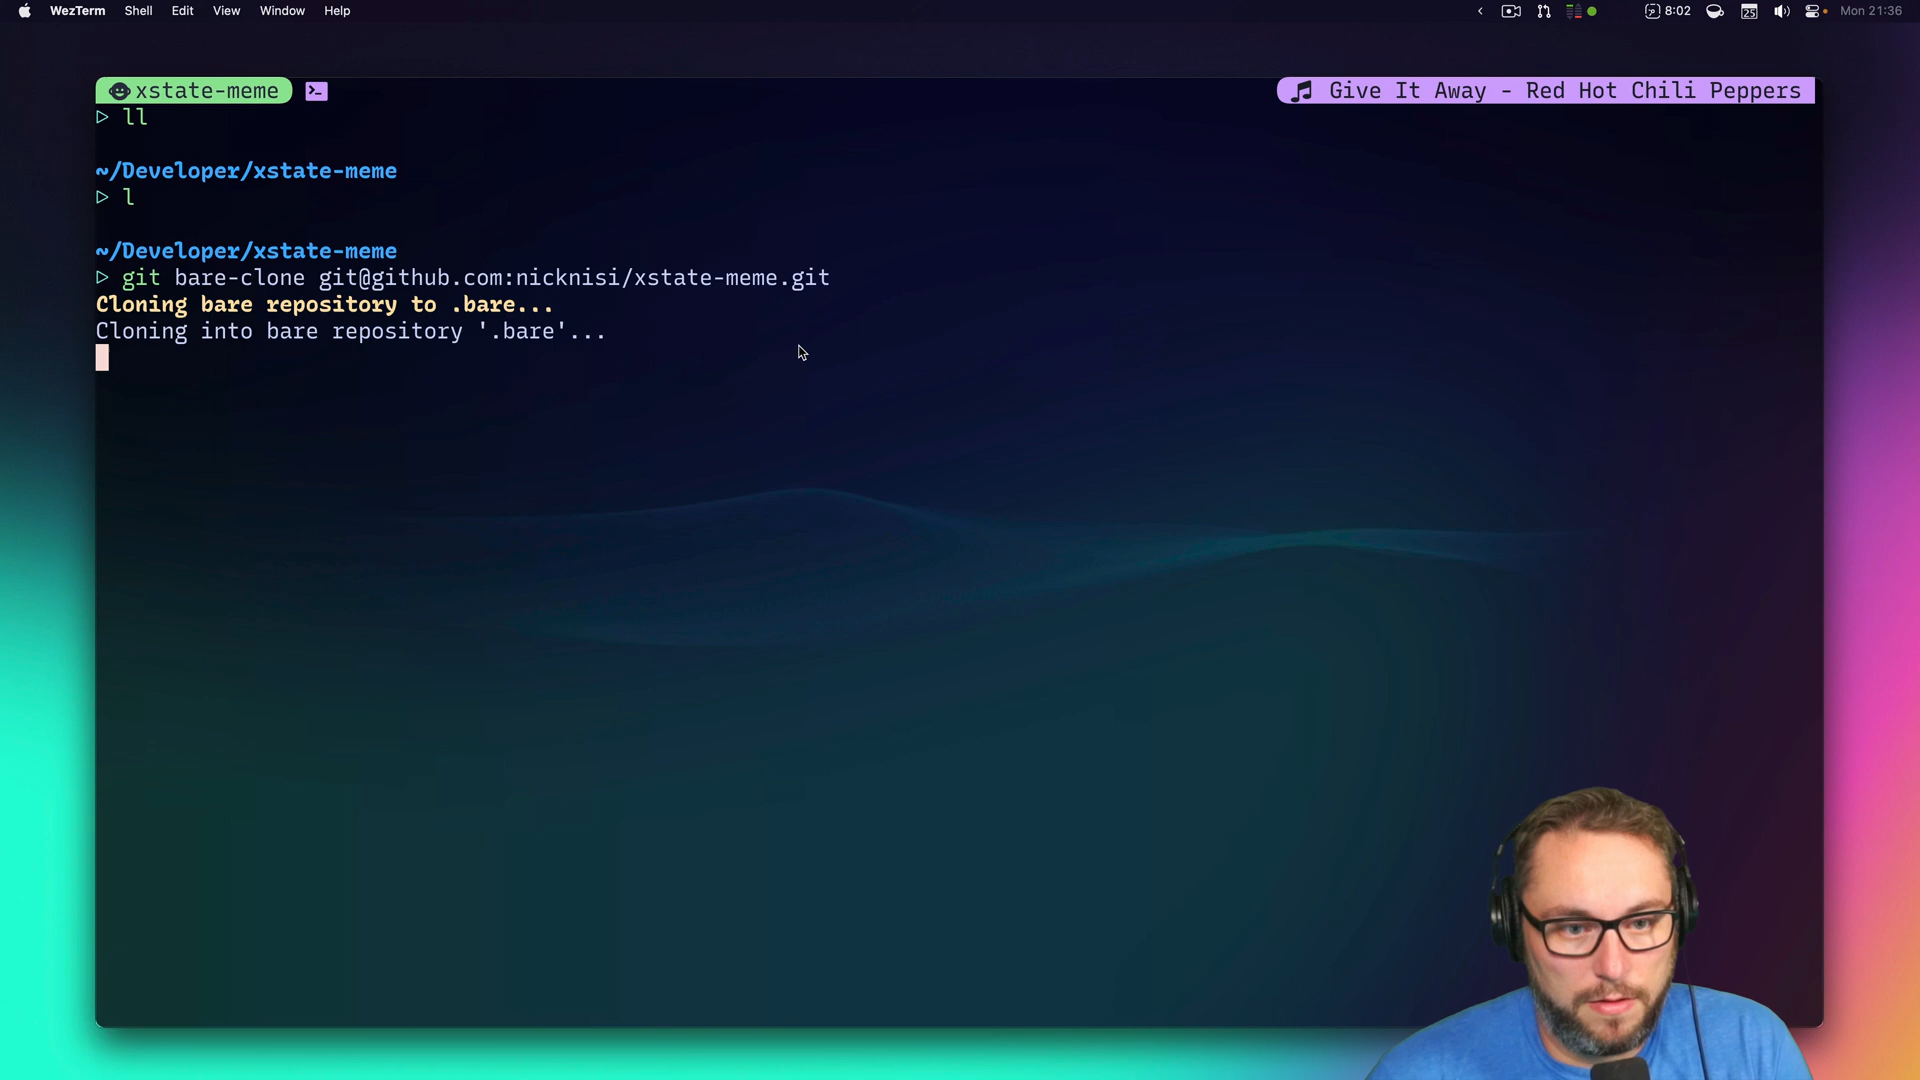 WezTerm Shell Edit View Window Help 8:02 25 Mon 21:36
xstate-meme Give It Away - Red Hot Chili Peppers
▷ ll
~/Developer/xstate-meme
▷ l
~/Developer/xstate-meme
▷ git bare-clone git@github.com:nicknisi/xstate-meme.git
Cloning bare repository to .bare...
Cloning into bare repository '.bare'...